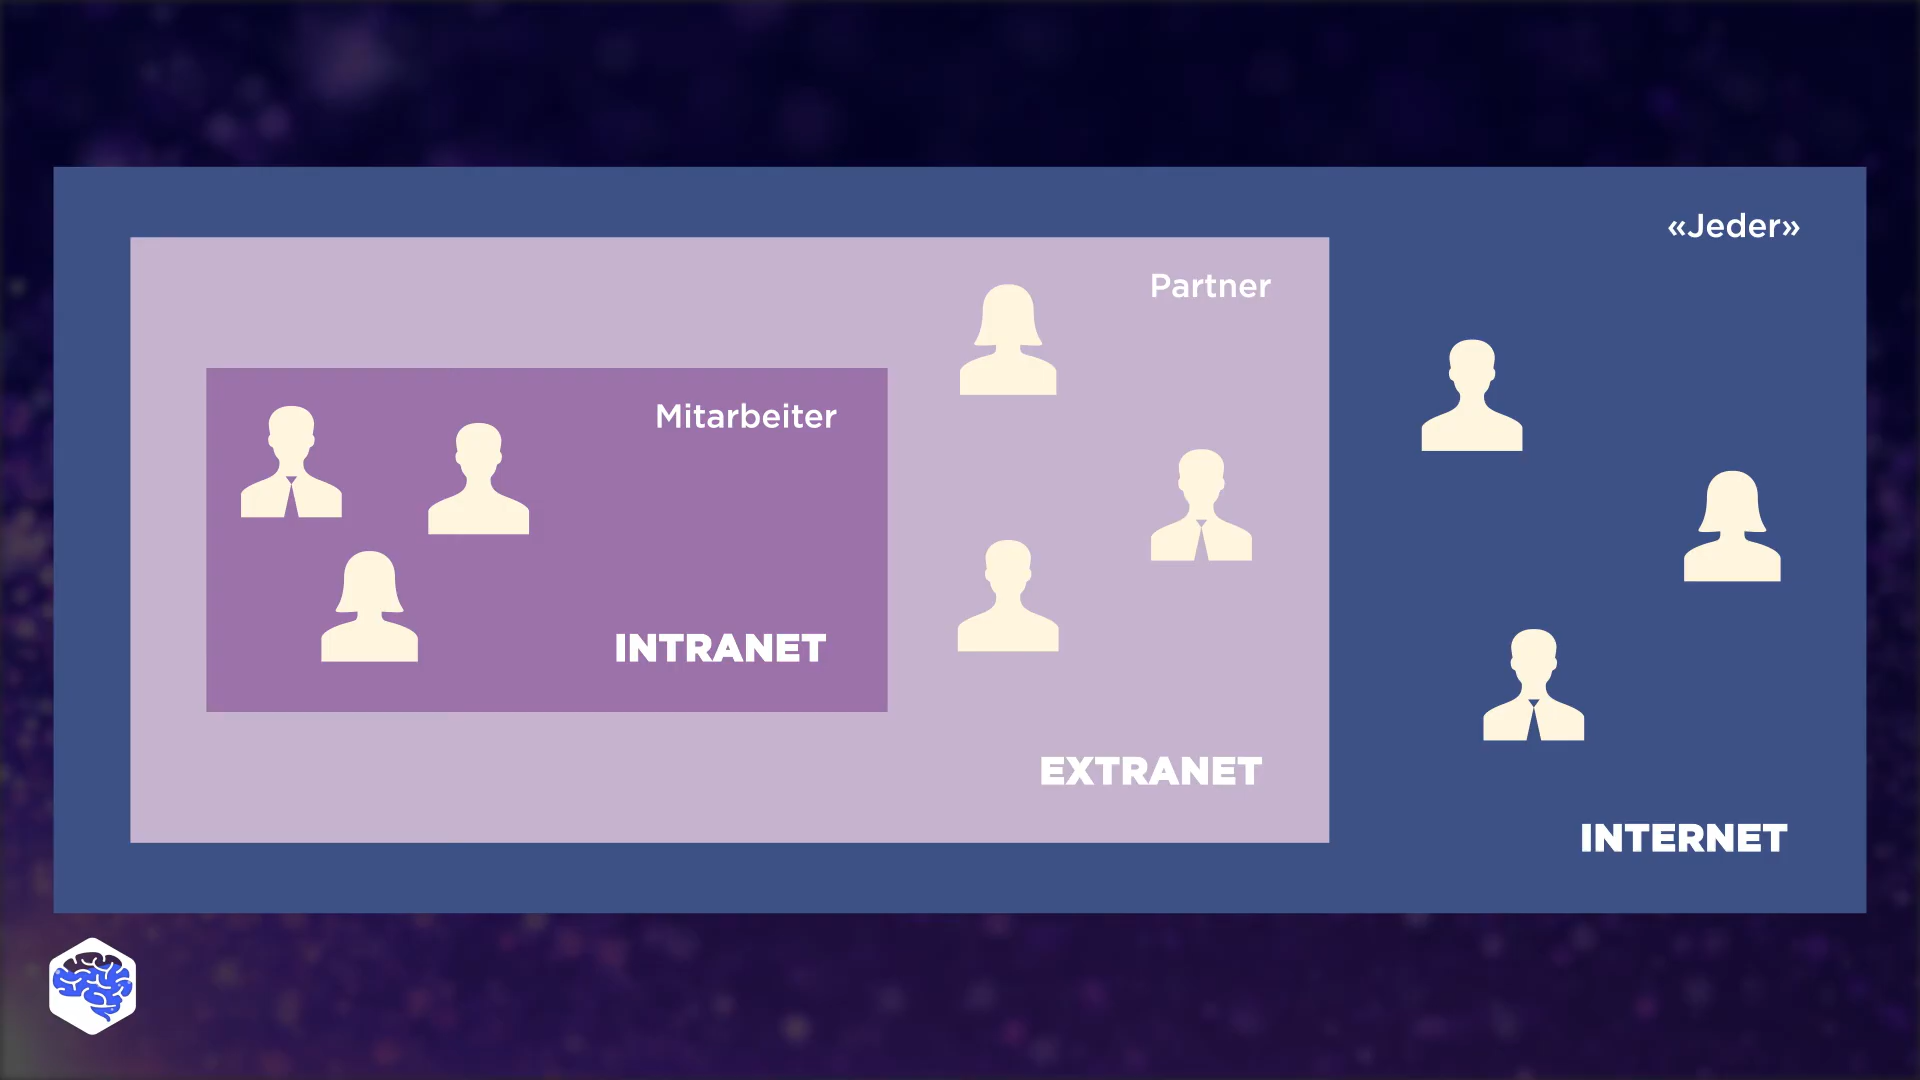 «Jeder»
Partner
Mitarbeiter
INTRANET
EXTRANET
INTERNET